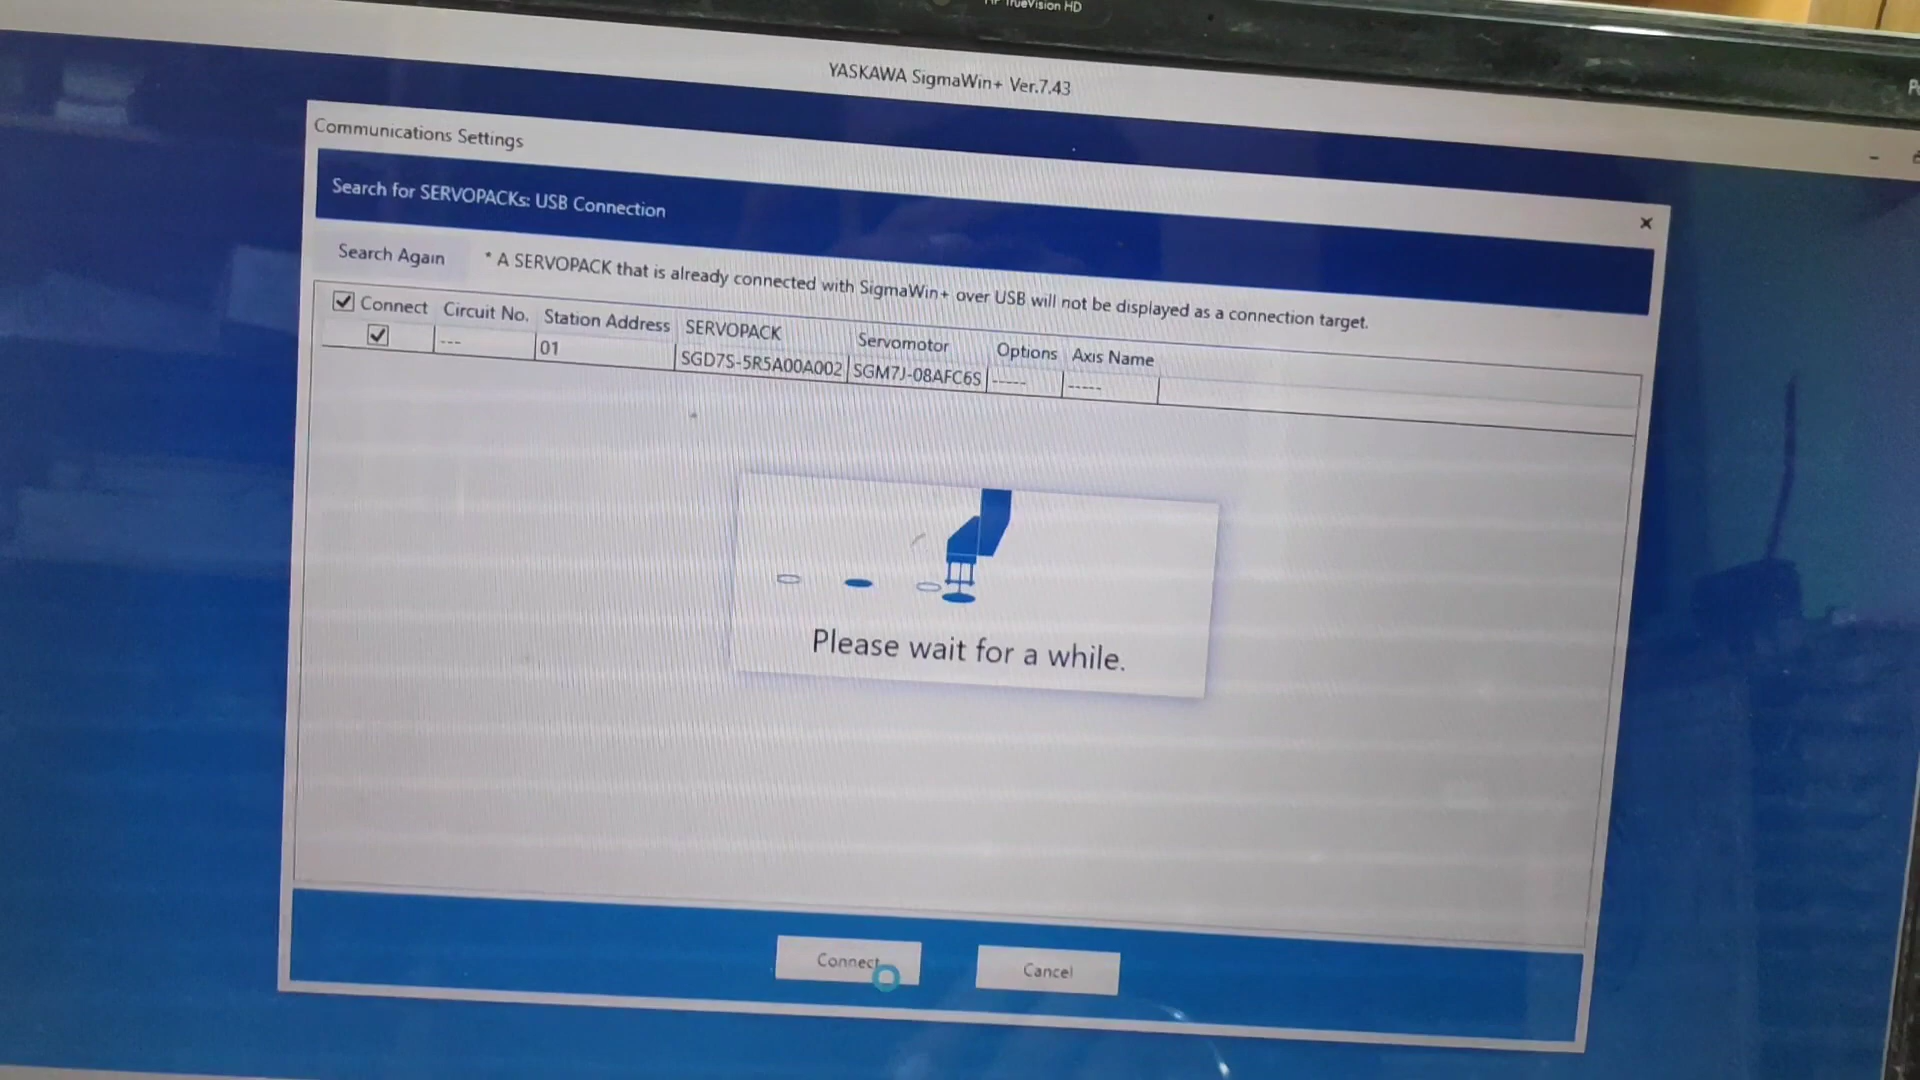 TrueVision HD
YASKAWA SigmaWin+ Ver.7.43
Communications Settings
Search for SERVOPACKs: USB Connection
Search Again * A SERVOPACK that is already connected with SigmaWin+ over USB will not be displayed as a connection target.
Connect Circuit No. Station Address SERVOPACK Servomotor Options Axis Name
--- 01 SGD7S-5R5A00A002 SGM7J-08AFC6S ----- -----
Please wait for a while.
Connect Cancel